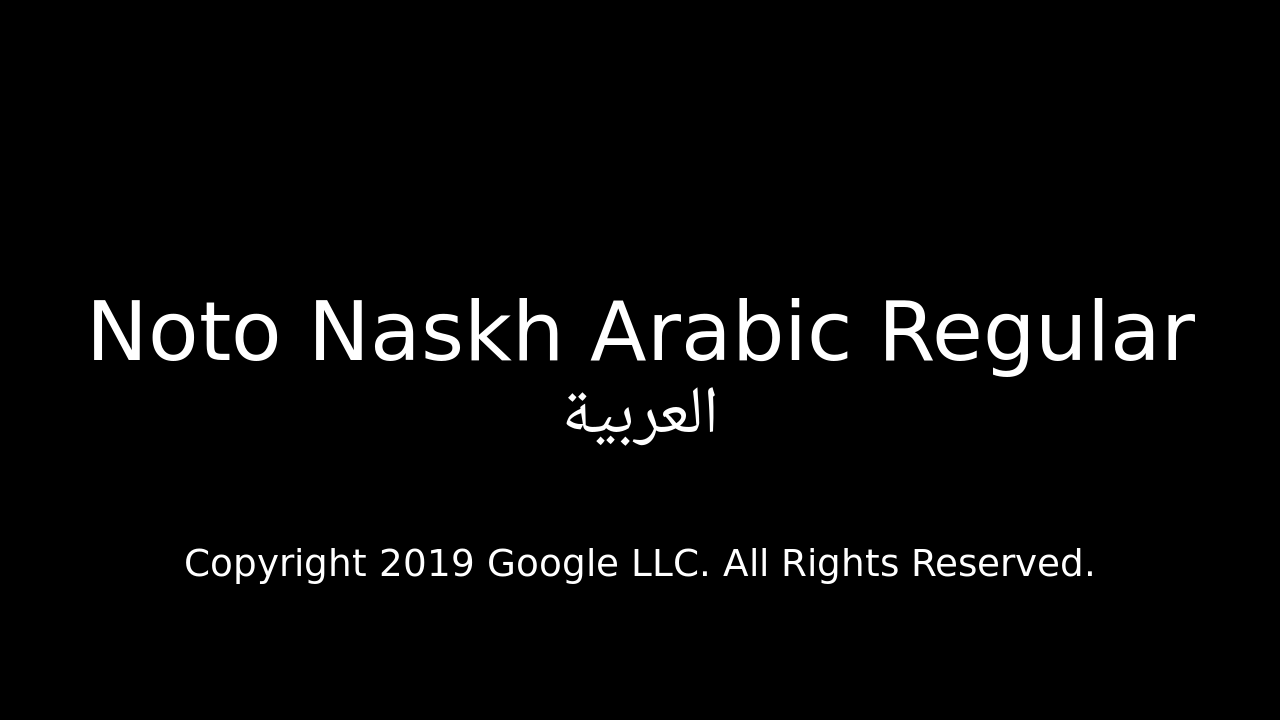 Noto Naskh Arabic Regular
العربية
Copyright 2019 Google LLC. All Rights Reserved.